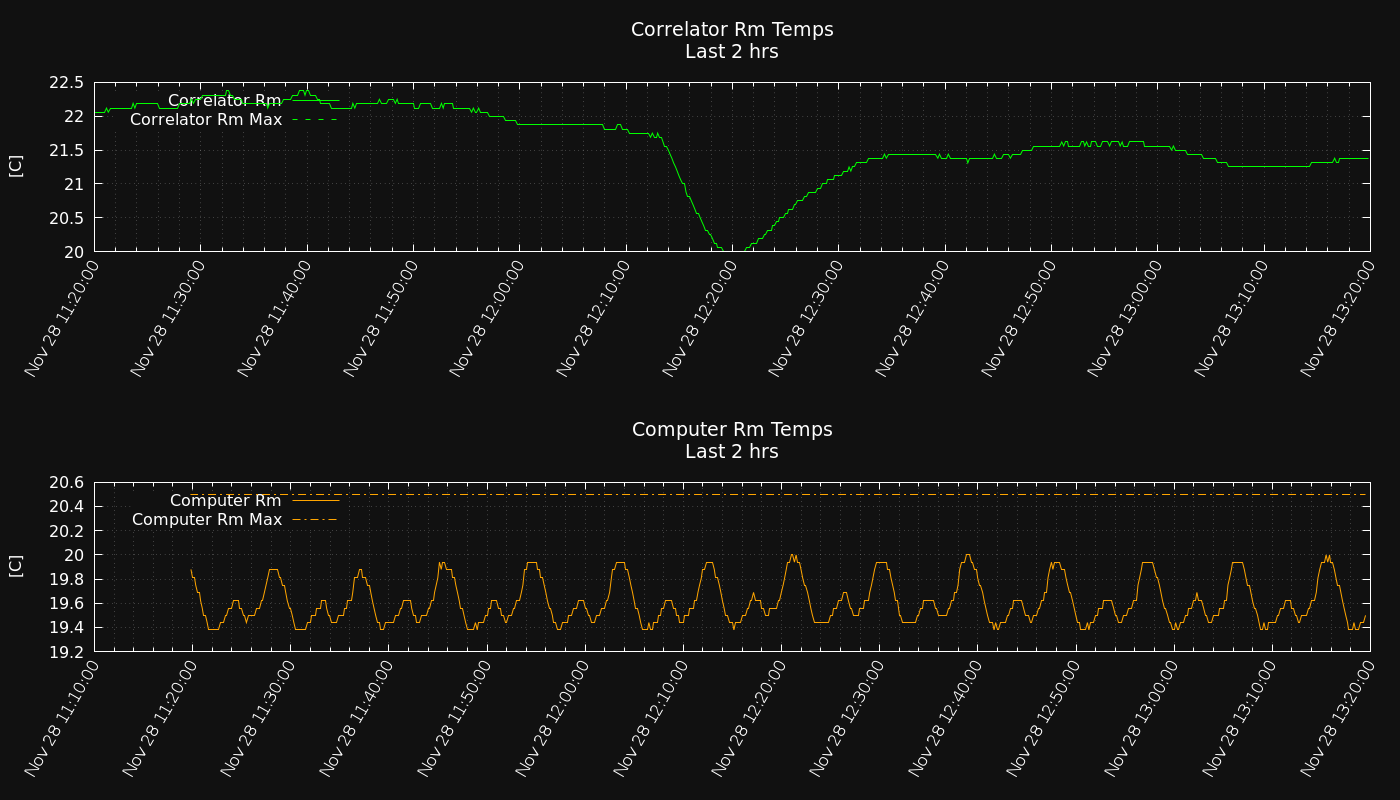 Correlator Rm Temps
Last 2 hrs
22.5
22
21.5
21
20.5
20
[C]
Correlator Rm
Correlator Rm Max
Nov 28 11:20:00
Nov 28 11:30:00
Nov 28 11:40:00
Nov 28 11:50:00
Nov 28 12:00:00
Nov 28 12:10:00
Nov 28 12:20:00
Nov 28 12:30:00
Nov 28 12:40:00
Nov 28 12:50:00
Nov 28 13:00:00
Nov 28 13:10:00
Nov 28 13:20:00
Computer Rm Temps
Last 2 hrs
20.6
20.4
20.2
20
19.8
19.6
19.4
19.2
[C]
Computer Rm
Computer Rm Max
Nov 28 11:10:00
Nov 28 11:20:00
Nov 28 11:30:00
Nov 28 11:40:00
Nov 28 11:50:00
Nov 28 12:00:00
Nov 28 12:10:00
Nov 28 12:20:00
Nov 28 12:30:00
Nov 28 12:40:00
Nov 28 12:50:00
Nov 28 13:00:00
Nov 28 13:10:00
Nov 28 13:20:00